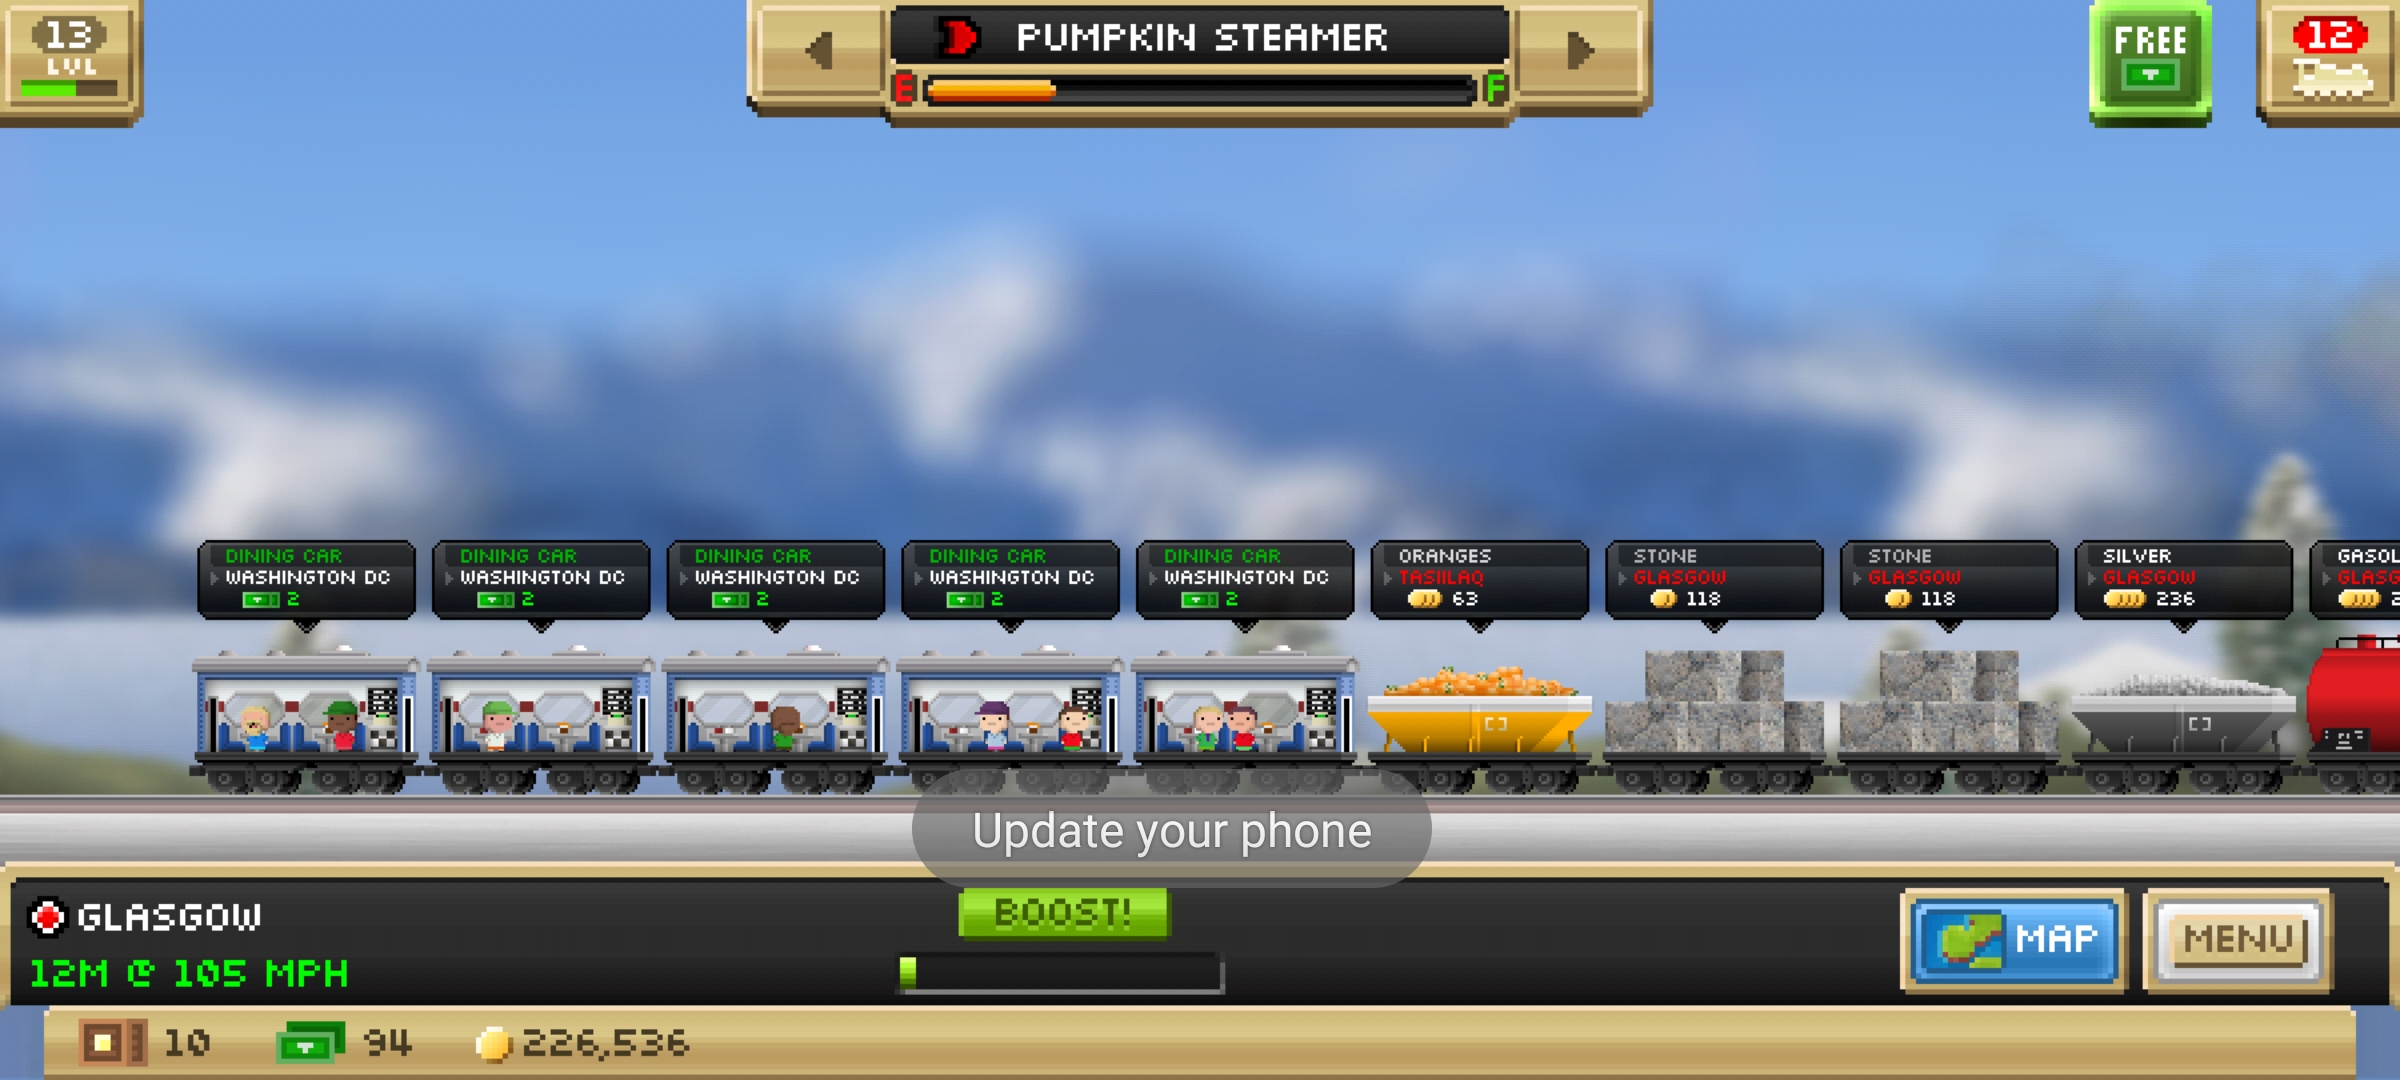 13
LVL
PUMPKIN STEAMER
E
F
FREE
12
DINING CAR
WASHINGTON DC
2
DINING CAR
WASHINGTON DC
2
DINING CAR
WASHINGTON DC
2
DINING CAR
WASHINGTON DC
2
DINING CAR
WASHINGTON DC
2
ORANGES
TASIILAQ
63
STONE
GLASGOW
118
STONE
GLASGOW
118
SILVER
GLASGOW
236
GASOL
GLASG
Update your phone
GLASGOW
12M @ 105 MPH
BOOST!
MAP
MENU
10
94
226,536